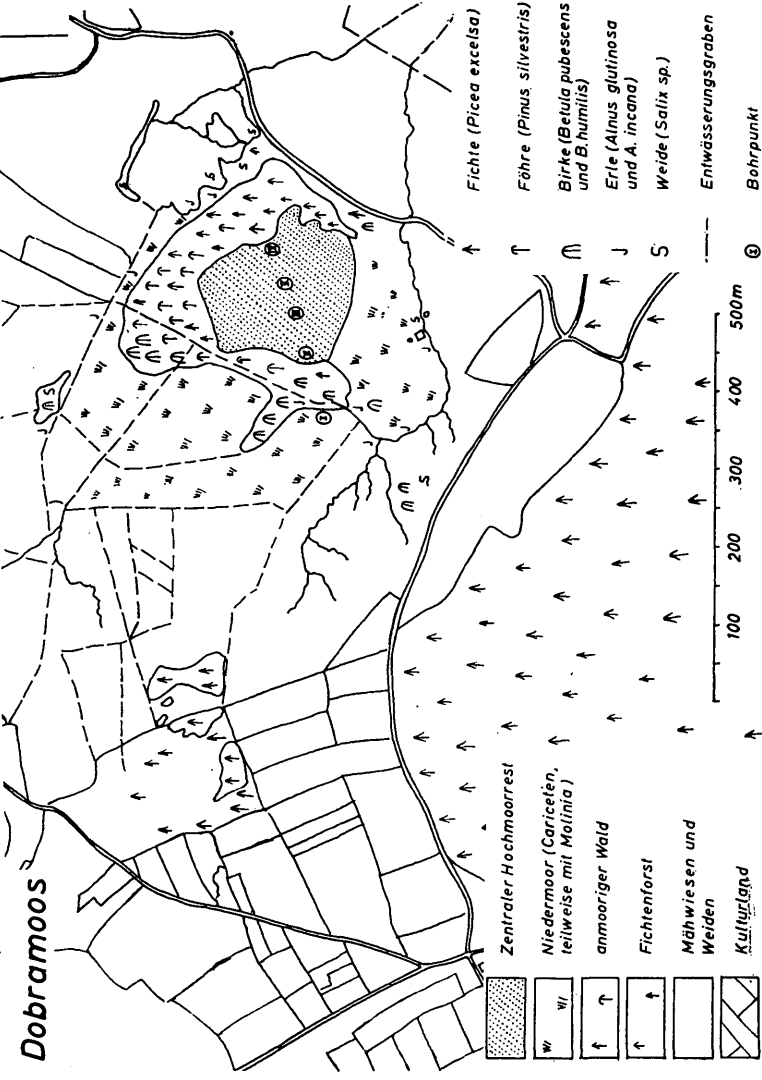 Dobramoos
Zentraler Hochmoorrest
Niedermoor (Cariceten,
teilweise mit Molinia)
anmooriger Wald
Fichtenforst
Mähwiesen und
Weiden
Kulturland
Fichte (Picea excelsa)
Föhre (Pinus silvestris)
Birke (Betula pubescens
und B. humilis)
Erle (Alnus glutinosa
und A. incana)
Weide (Salix sp.)
Entwässerungsgraben
Bohrpunkt
100 200 300 400 500m